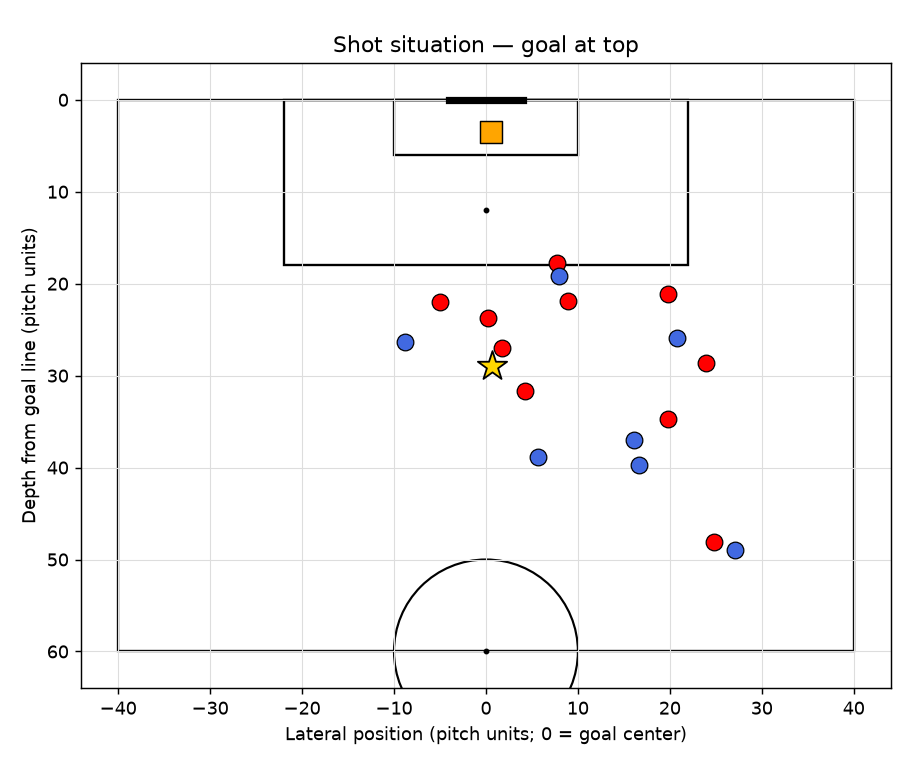 Shot situation — goal at top
0
10
20
30
40
50
60
−40 −30 −20 −10 0 10 20 30 40
Depth from goal line (pitch units)
Lateral position (pitch units; 0 = goal center)